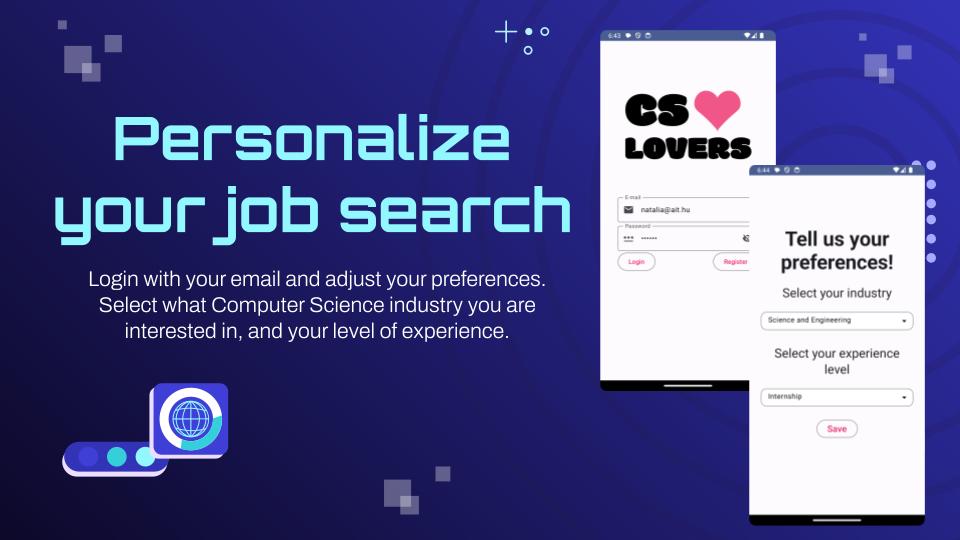 Personalize
your job search
Login with your email and adjust your preferences.
Select what Computer Science industry you are
interested in, and your level of experience.
6:43
CS
LOVERS
E-mail
natalia@ait.hu
Password
Login
Register
6:44
Tell us your
preferences!
Select your industry
Science and Engineering
Select your experience
level
Internship
Save